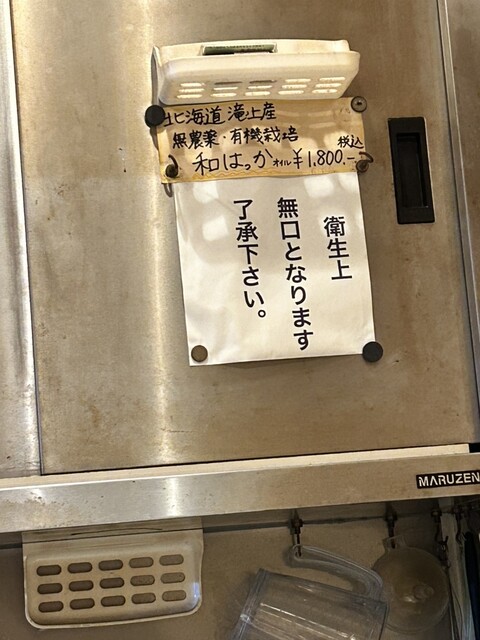 北海道 滝上産
無農薬・有機栽培
和はっか オイル ¥1,800.- 税込
衛生上
無口となります
了承下さい。
MARUZEN